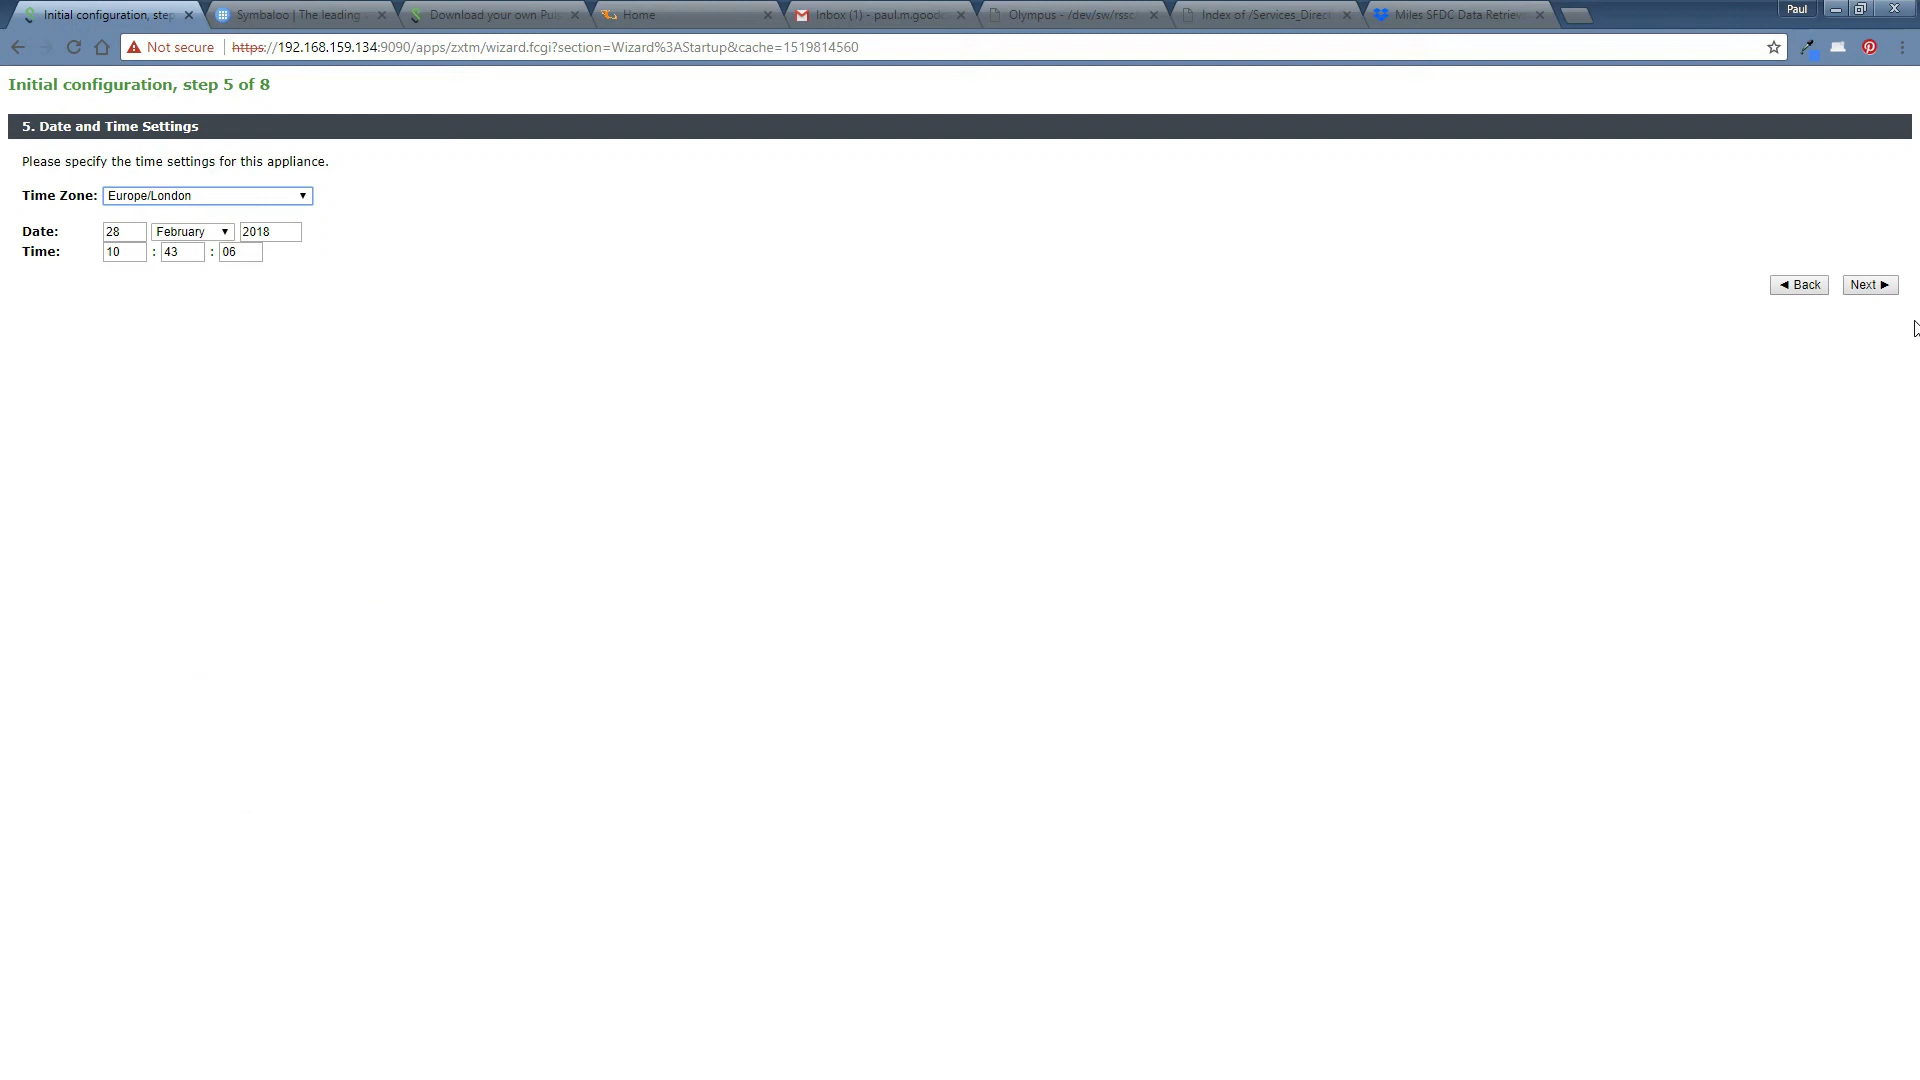 Initial configuration, step
Symbaloo | The leading
Download your own Puls
Home
Inbox (1) - paul.m.good
Olympus - /dev/sw/rssc
Index of /Services_Direct
Miles SFDC Data Retriev
Paul
Not secure
https://192.168.159.134:9090/apps/zxtm/wizard.fcgi?section=Wizard%3AStartup&cache=1519814560
Initial configuration, step 5 of 8
5. Date and Time Settings
Please specify the time settings for this appliance.
Time Zone: Europe/London
Date: 28 February 2018
Time: 10 : 43 : 06
◄ Back Next ►